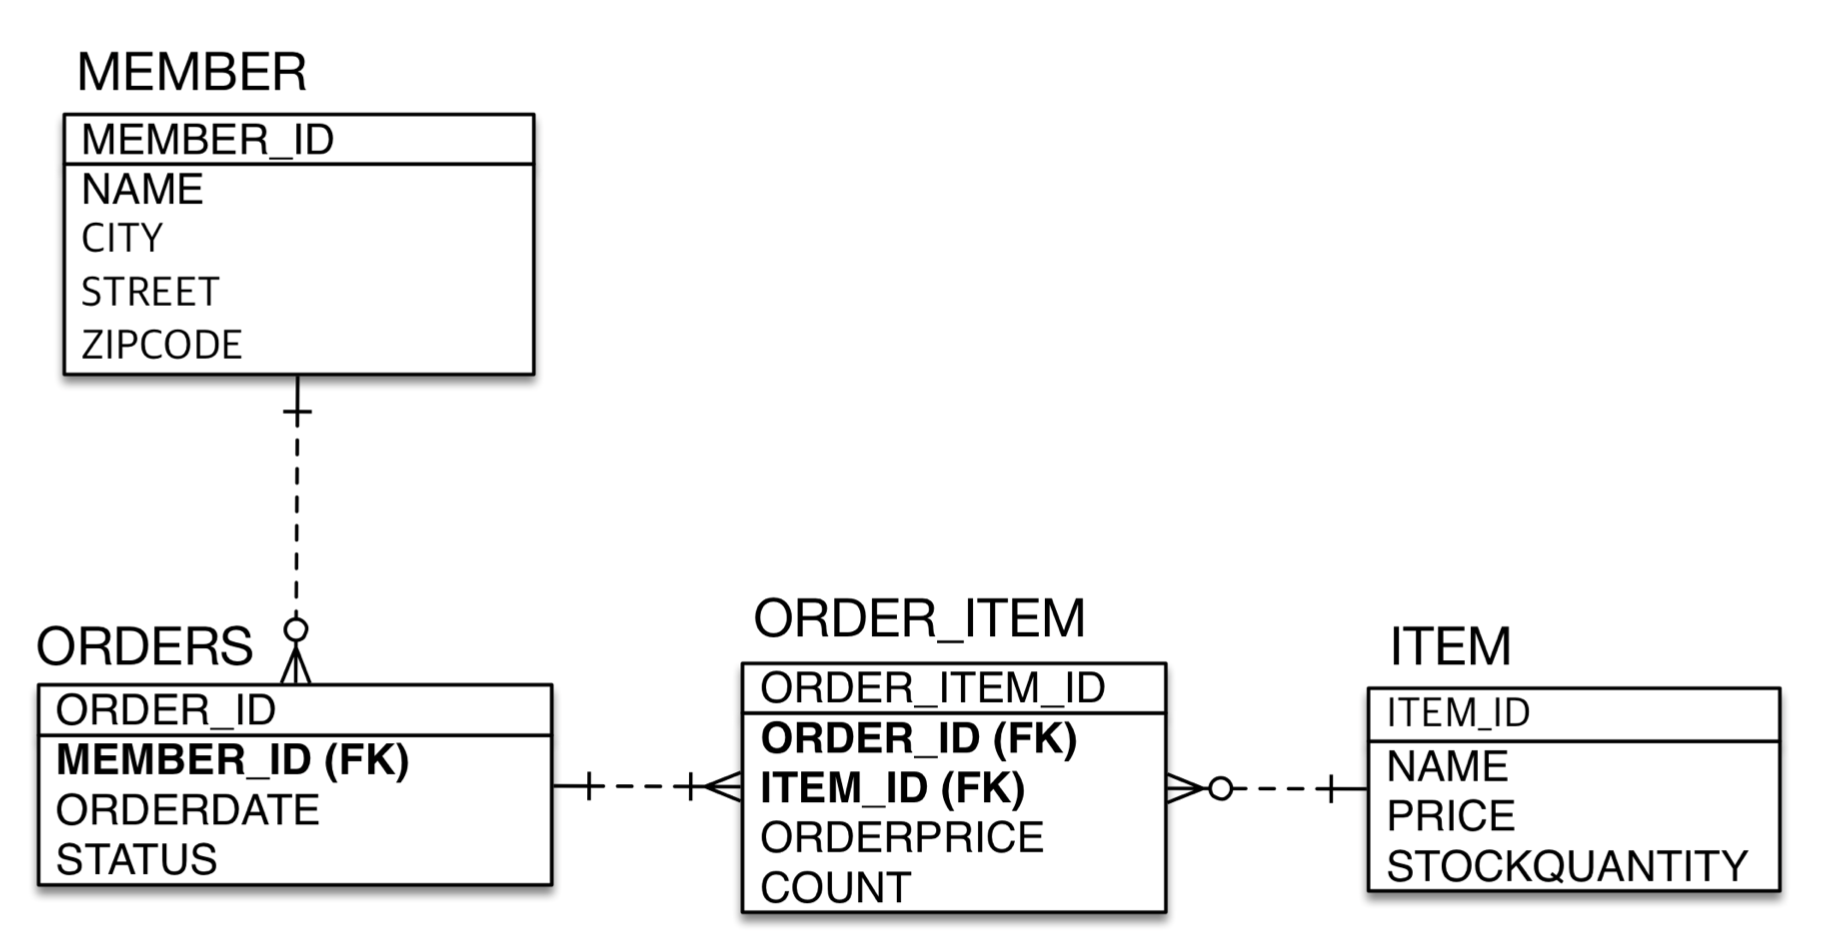 MEMBER
MEMBER_ID
NAME
CITY
STREET
ZIPCODE
ORDERS
ORDER_ID
MEMBER_ID (FK)
ORDERDATE
STATUS
ORDER_ITEM
ORDER_ITEM_ID
ORDER_ID (FK)
ITEM_ID (FK)
ORDERPRICE
COUNT
ITEM
ITEM_ID
NAME
PRICE
STOCKQUANTITY